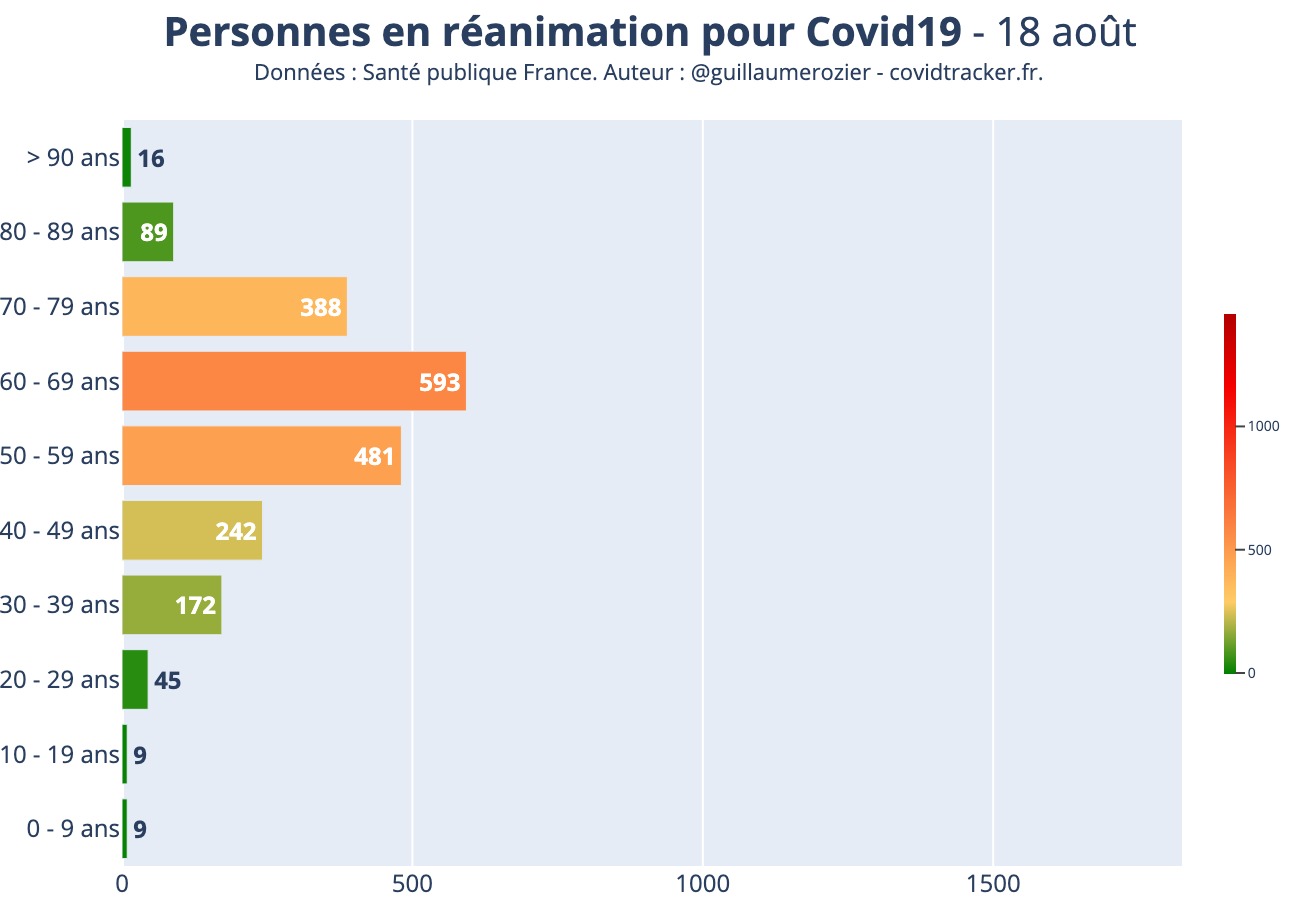 Personnes en réanimation pour Covid19 - 18 août
Données : Santé publique France. Auteur : @guillaumerozier - covidtracker.fr.
> 90 ans 16
80 - 89 ans 89
70 - 79 ans 388
60 - 69 ans 593
50 - 59 ans 481
40 - 49 ans 242
30 - 39 ans 172
20 - 29 ans 45
10 - 19 ans 9
0 - 9 ans 9
0 500 1000 1500
1000
500
0